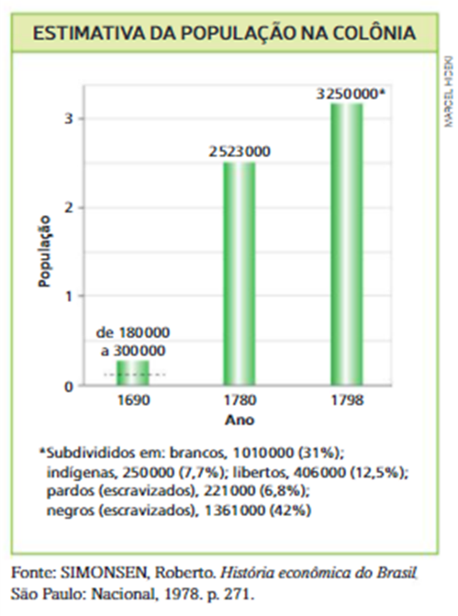 ESTIMATIVA DA POPULAÇÃO NA COLÔNIA
MARCEL HIDEKI
3250000*
3
2523000
2
População
1
de 180000
a 300000
0
1690
1780
1798
Ano
*Subdivididos em: brancos, 1010000 (31%);
indígenas, 250000 (7,7%); libertos, 406000 (12,5%);
pardos (escravizados), 221000 (6,8%);
negros (escravizados), 1361000 (42%)
Fonte: SIMONSEN, Roberto. História econômica do Brasil.
São Paulo: Nacional, 1978. p. 271.